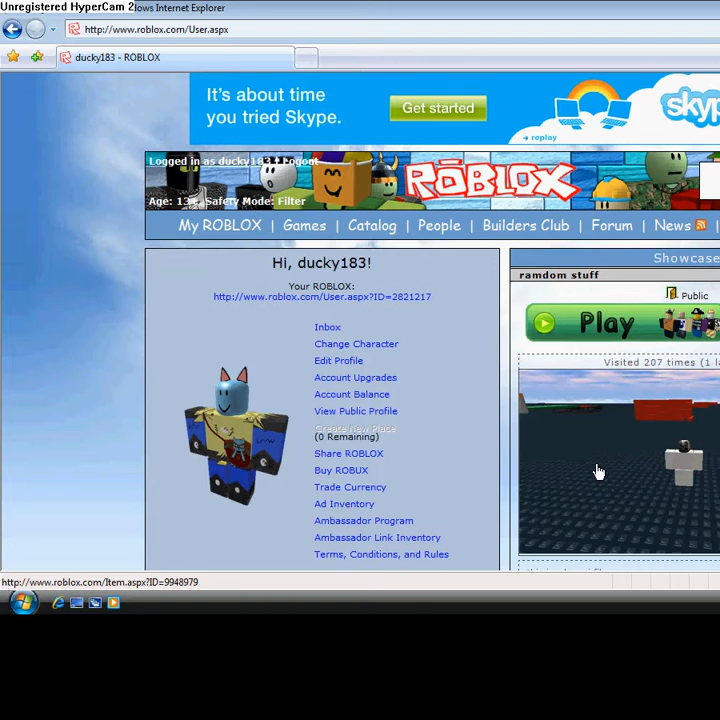 Unregistered HyperCam 2
dows Internet Explorer
http://www.roblox.com/User.aspx
ducky183 - ROBLOX
It's about time
you tried Skype.
Get started
skyp
replay
Logged in as ducky183 Logout
ROBLOX
Age: 13+, Safety Mode: Filter
My ROBLOX | Games | Catalog | People | Builders Club | Forum | News |
Hi, ducky183!
Your ROBLOX:
http://www.roblox.com/User.aspx?ID=2821217
Inbox
Change Character
Edit Profile
Account Upgrades
Account Balance
View Public Profile
Create New Place
(0 Remaining)
Share ROBLOX
Buy ROBUX
Trade Currency
Ad Inventory
Ambassador Program
Ambassador Link Inventory
Terms, Conditions, and Rules
Showcase
ramdom stuff
Public
Play
Visited 207 times (1 la
http://www.roblox.com/Item.aspx?ID=9948979